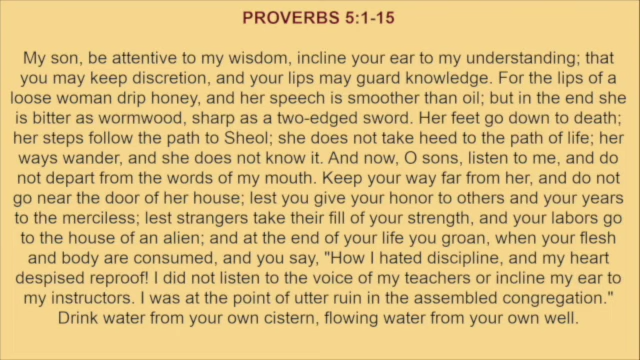 PROVERBS 5:1-15
My son, be attentive to my wisdom, incline your ear to my understanding; that
you may keep discretion, and your lips may guard knowledge. For the lips of a
loose woman drip honey, and her speech is smoother than oil; but in the end she
is bitter as wormwood, sharp as a two-edged sword. Her feet go down to death;
her steps follow the path to Sheol; she does not take heed to the path of life; her
ways wander, and she does not know it. And now, O sons, listen to me, and do
not depart from the words of my mouth. Keep your way far from her, and do not
go near the door of her house; lest you give your honor to others and your years
to the merciless; lest strangers take their fill of your strength, and your labors go
to the house of an alien; and at the end of your life you groan, when your flesh
and body are consumed, and you say, "How I hated discipline, and my heart
despised reproof! I did not listen to the voice of my teachers or incline my ear to
my instructors. I was at the point of utter ruin in the assembled congregation."
Drink water from your own cistern, flowing water from your own well.